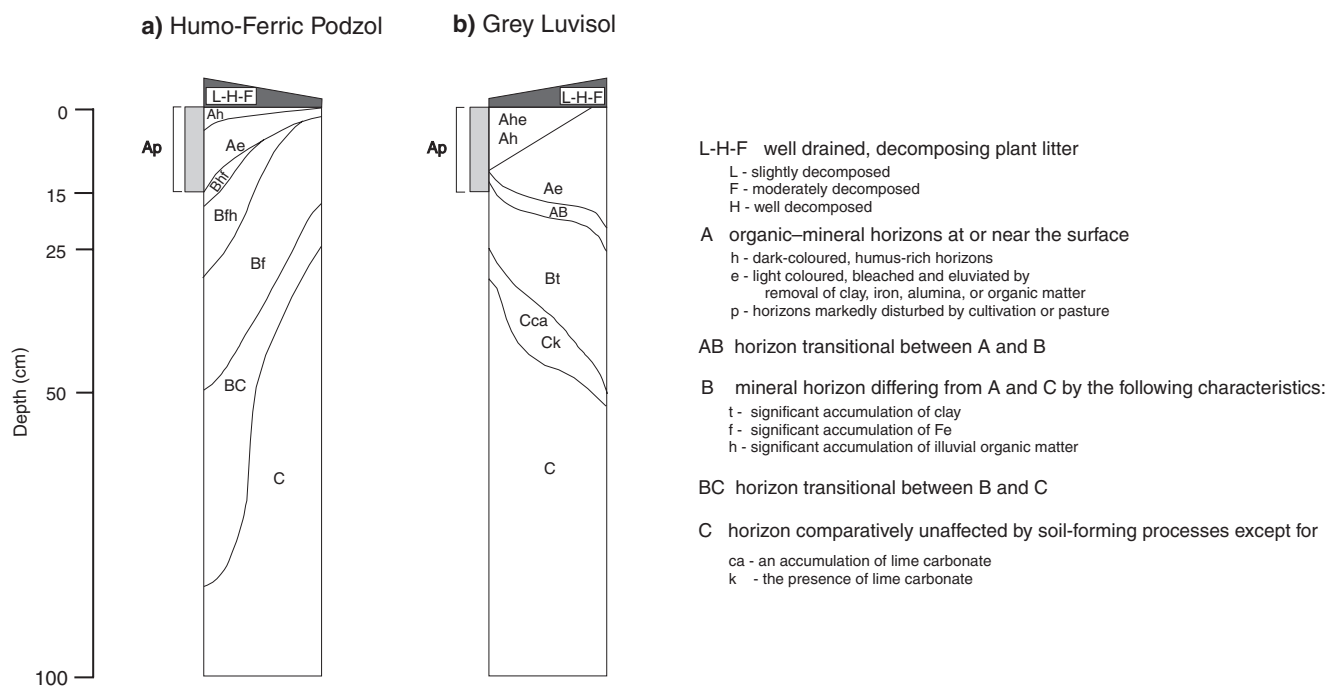 a) Humo-Ferric Podzol
b) Grey Luvisol
Depth (cm)
0
15
25
50
100
Ap
L-H-F
Ah
Ae
Bhf
Bfh
Bf
BC
C
Ap
L-H-F
Ahe
Ah
Ae
AB
Bt
Cca
Ck
C
L-H-F well drained, decomposing plant litter
L - slightly decomposed
F - moderately decomposed
H - well decomposed
A organic–mineral horizons at or near the surface
h - dark-coloured, humus-rich horizons
e - light coloured, bleached and eluviated by
removal of clay, iron, alumina, or organic matter
p - horizons markedly disturbed by cultivation or pasture
AB horizon transitional between A and B
B mineral horizon differing from A and C by the following characteristics:
t - significant accumulation of clay
f - significant accumulation of Fe
h - significant accumulation of illuvial organic matter
BC horizon transitional between B and C
C horizon comparatively unaffected by soil-forming processes except for
ca - an accumulation of lime carbonate
k - the presence of lime carbonate